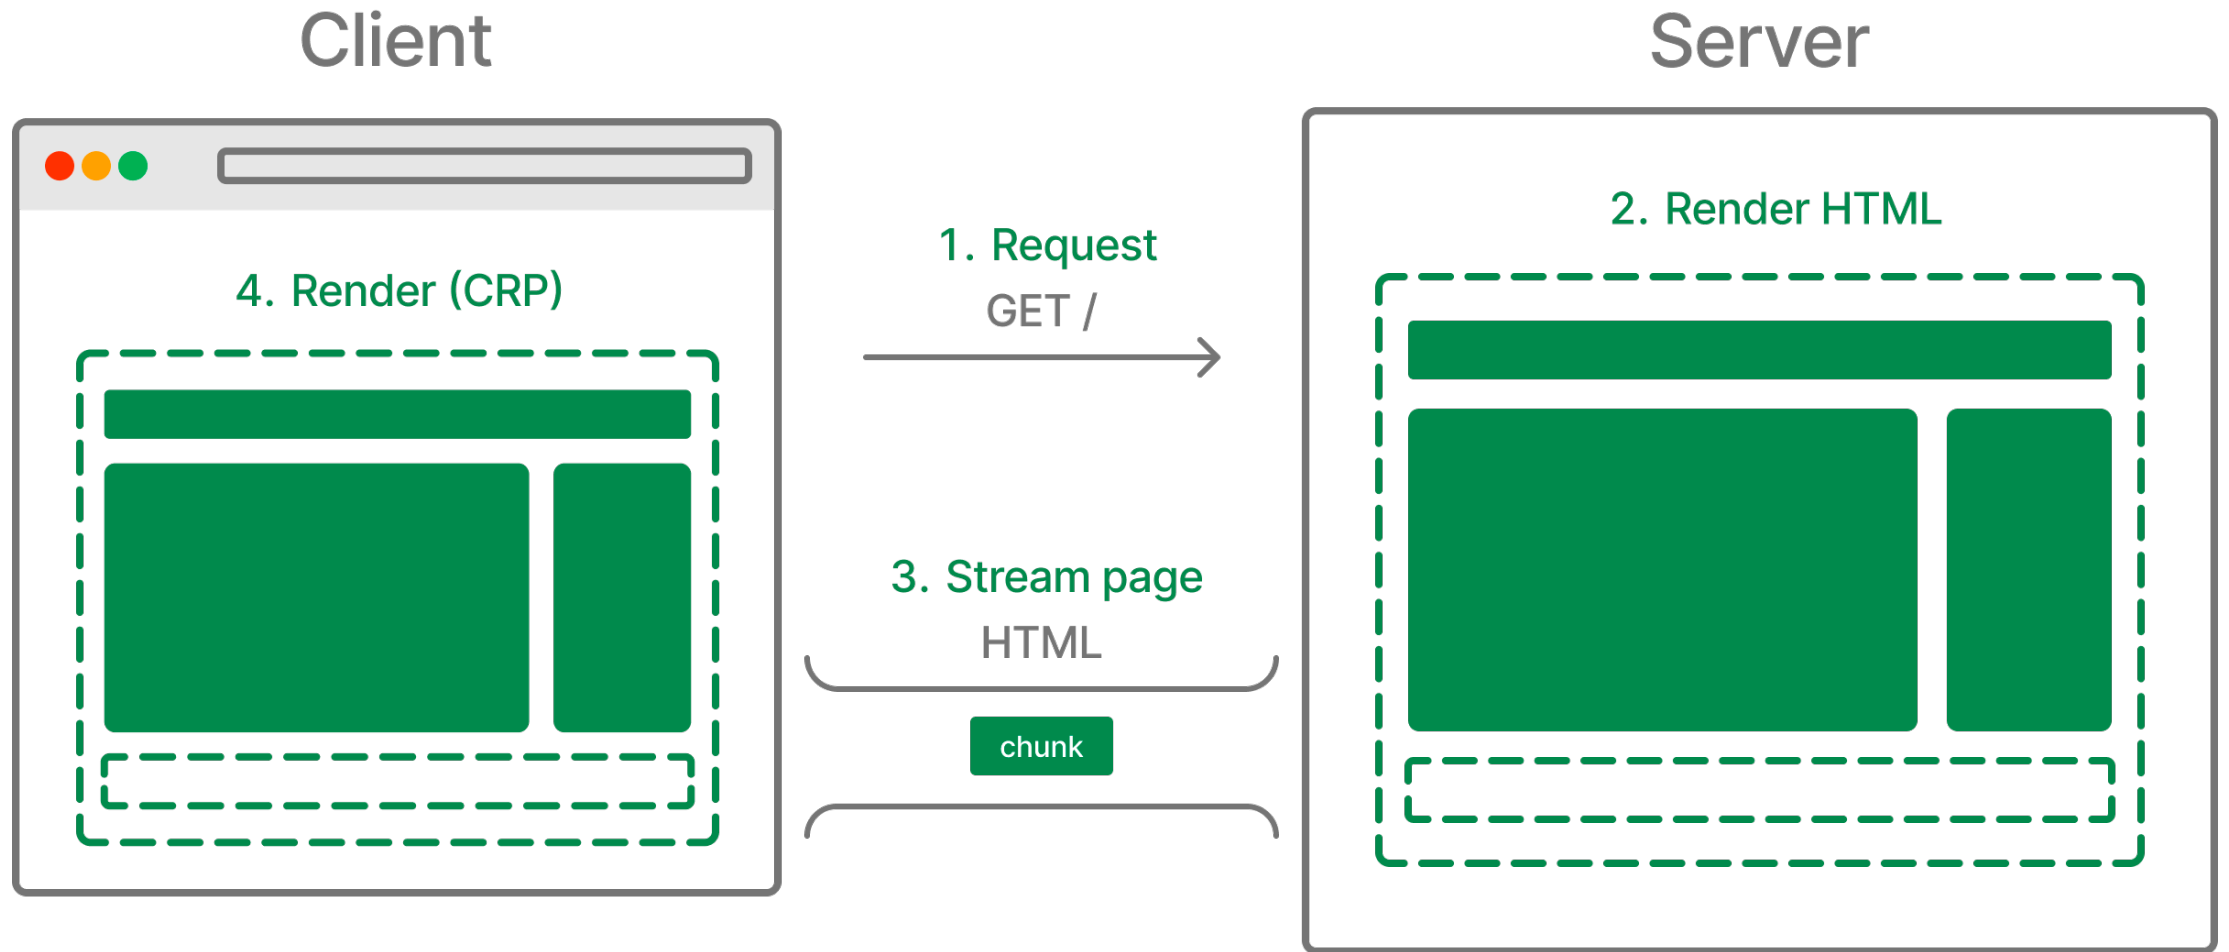 Client
Server
1. Request
GET /
2. Render HTML
3. Stream page
HTML
chunk
4. Render (CRP)